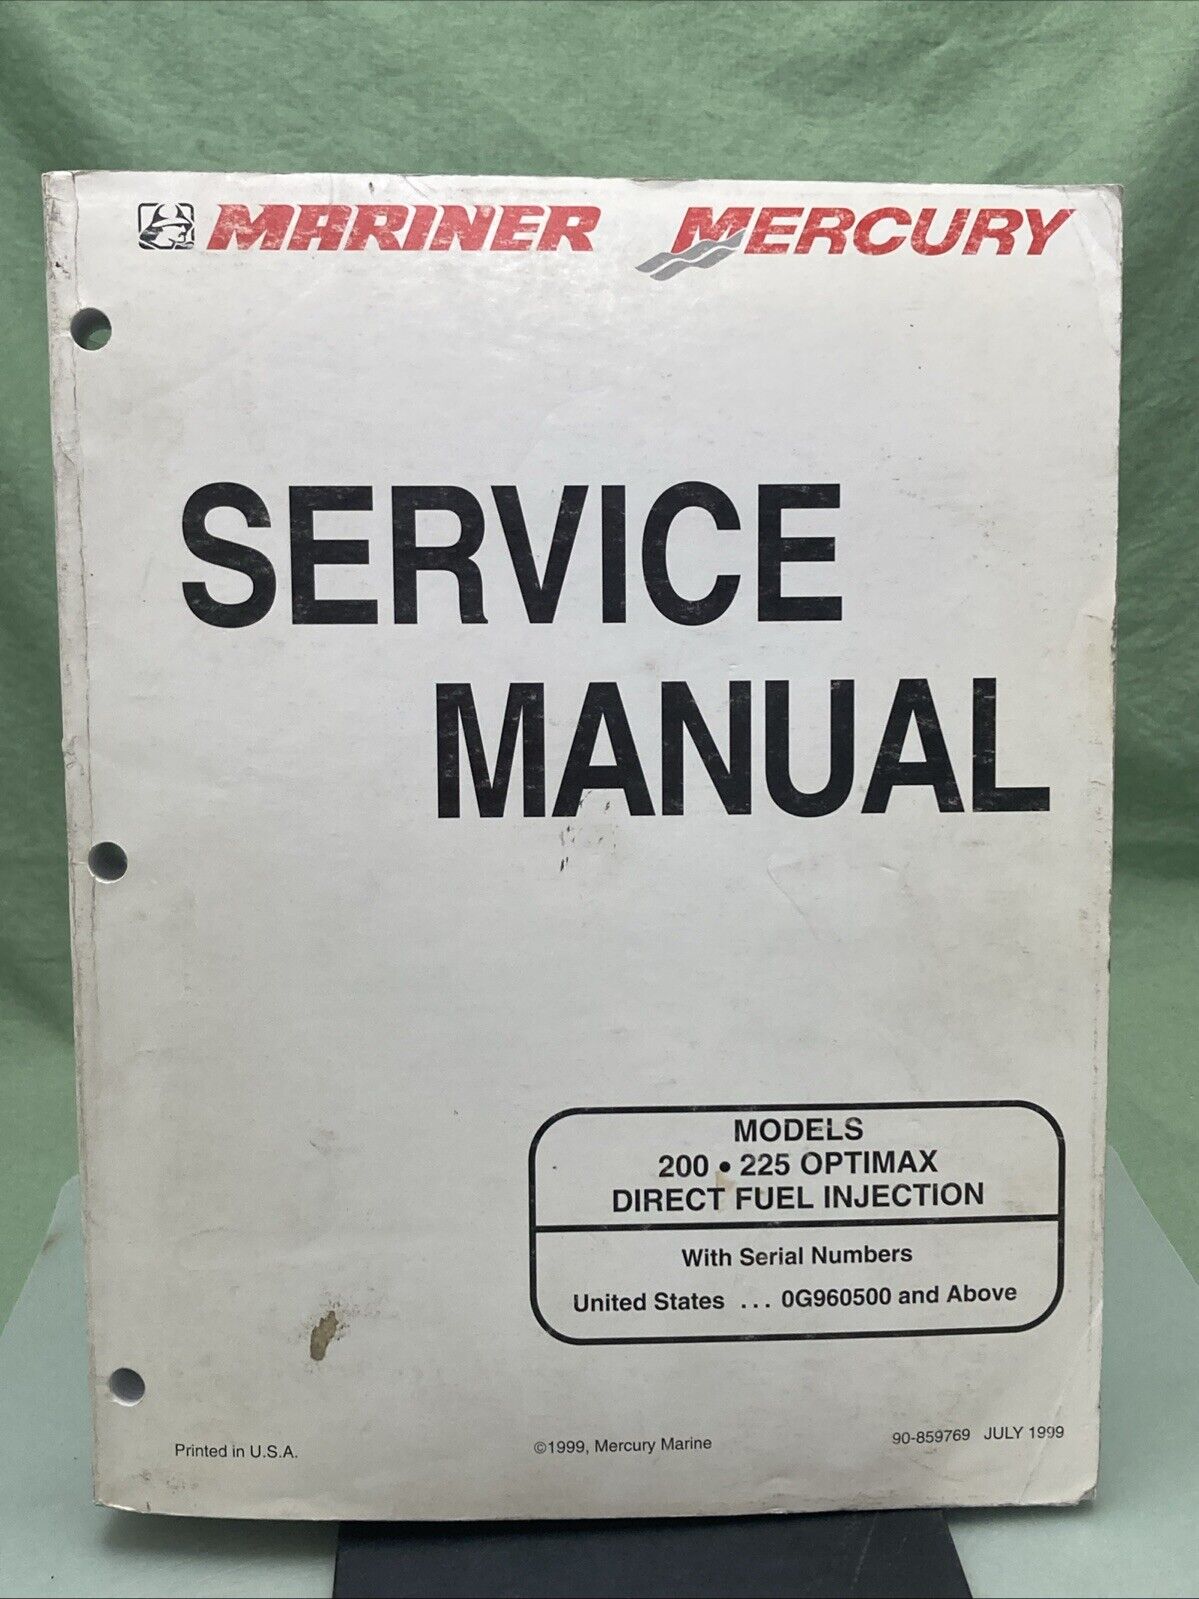 MARINER MERCURY
SERVICE
MANUAL
MODELS
200 • 225 OPTIMAX
DIRECT FUEL INJECTION
With Serial Numbers
United States ... 0G960500 and Above
Printed in U.S.A. ©1999, Mercury Marine 90-859769 JULY 1999